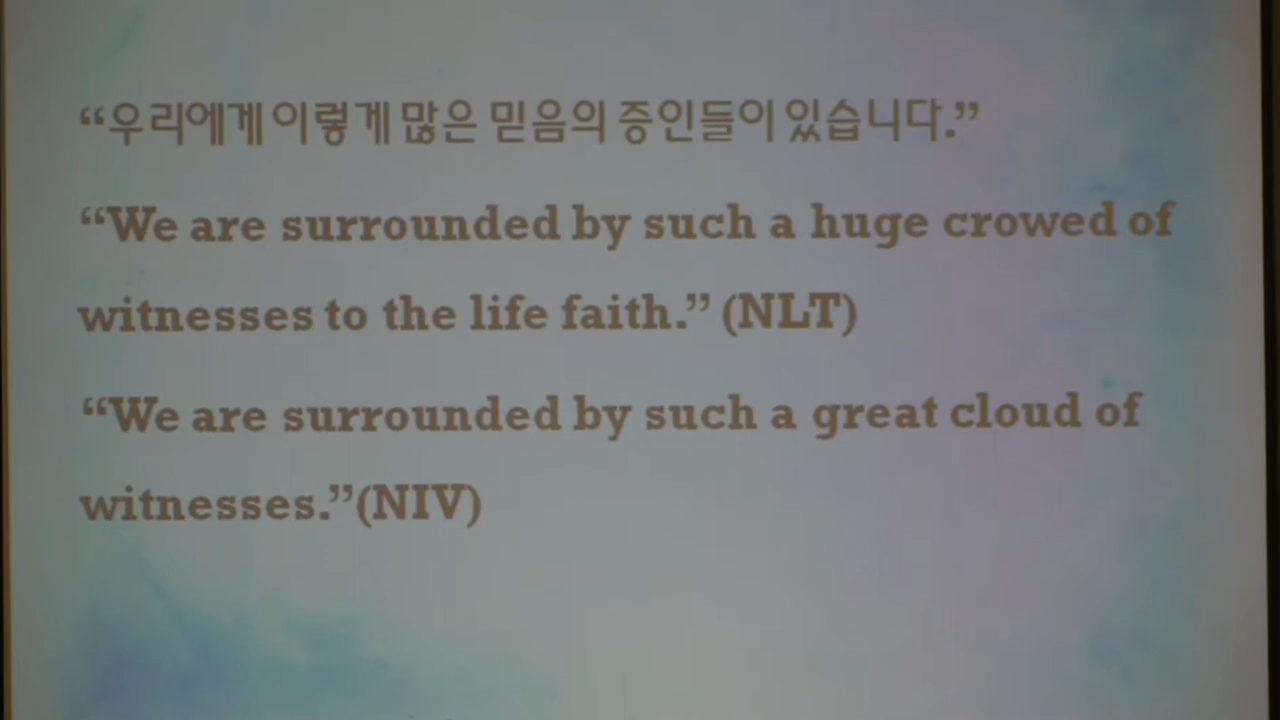 “우리에게 이렇게 많은 믿음의 증인들이 있습니다.”
“We are surrounded by such a huge crowed of
witnesses to the life faith.” (NLT)
“We are surrounded by such a great cloud of
witnesses.”(NIV)